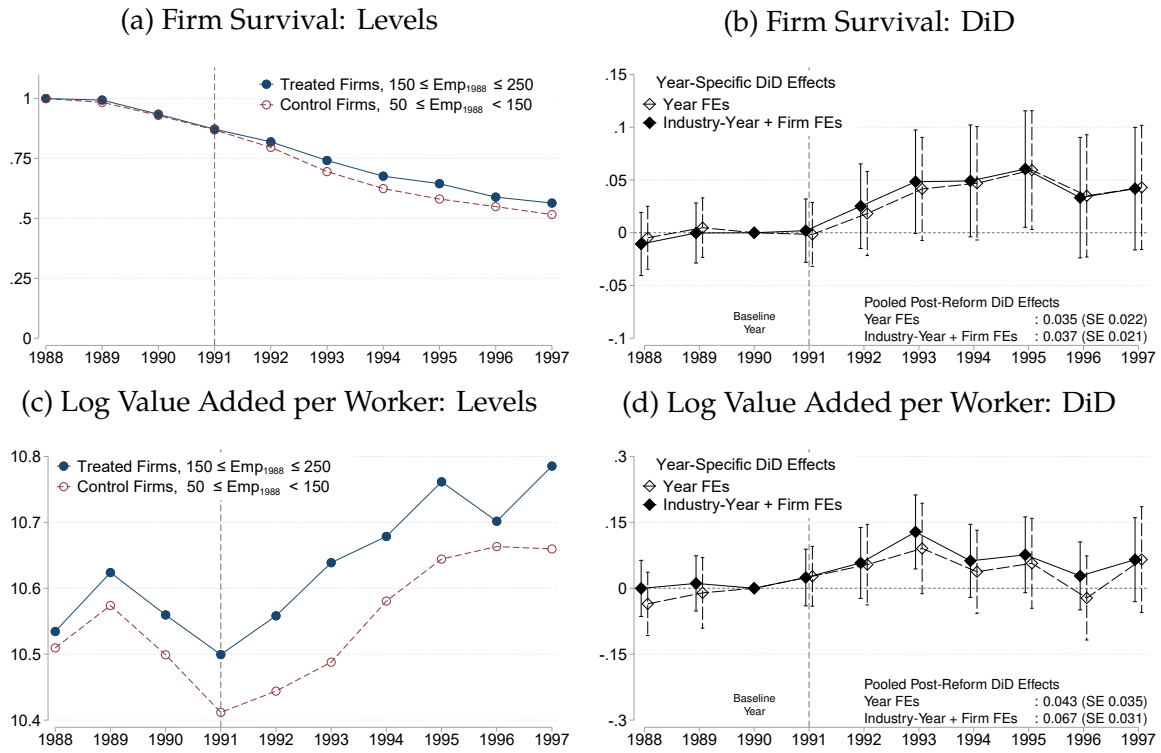 (a) Firm Survival: Levels
Treated Firms, 150 ≤ Emp1988 ≤ 250
Control Firms, 50 ≤ Emp1988 < 150
1
.75
.5
.25
0
1988 1989 1990 1991 1992 1993 1994 1995 1996 1997
(b) Firm Survival: DiD
Year-Specific DiD Effects
Year FEs
Industry-Year + Firm FEs
.15
.1
.05
0
-.05
-.1
Baseline
Year
Pooled Post-Reform DiD Effects
Year FEs : 0.035 (SE 0.022)
Industry-Year + Firm FEs : 0.037 (SE 0.021)
1988 1989 1990 1991 1992 1993 1994 1995 1996 1997
(c) Log Value Added per Worker: Levels
Treated Firms, 150 ≤ Emp1988 ≤ 250
Control Firms, 50 ≤ Emp1988 < 150
10.8
10.7
10.6
10.5
10.4
1988 1989 1990 1991 1992 1993 1994 1995 1996 1997
(d) Log Value Added per Worker: DiD
Year-Specific DiD Effects
Year FEs
Industry-Year + Firm FEs
.3
.15
0
-.15
-.3
Baseline
Year
Pooled Post-Reform DiD Effects
Year FEs : 0.043 (SE 0.035)
Industry-Year + Firm FEs : 0.067 (SE 0.031)
1988 1989 1990 1991 1992 1993 1994 1995 1996 1997